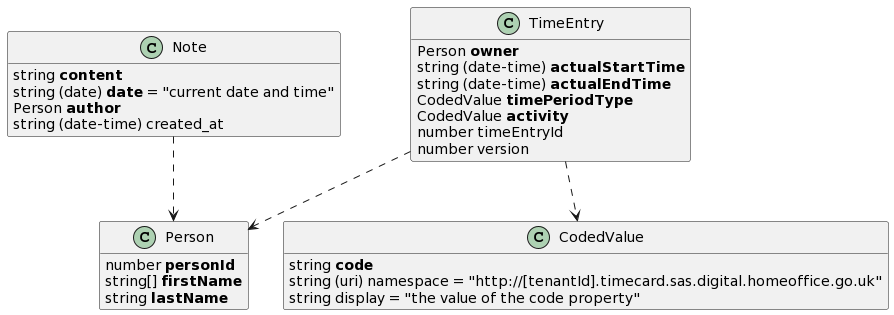 C Note
string content
string (date) date = "current date and time"
Person author
string (date-time) created_at
C TimeEntry
Person owner
string (date-time) actualStartTime
string (date-time) actualEndTime
CodedValue timePeriodType
CodedValue activity
number timeEntryId
number version
C Person
number personId
string[] firstName
string lastName
C CodedValue
string code
string (uri) namespace = "http://[tenantId].timecard.sas.digital.homeoffice.go.uk"
string display = "the value of the code property"